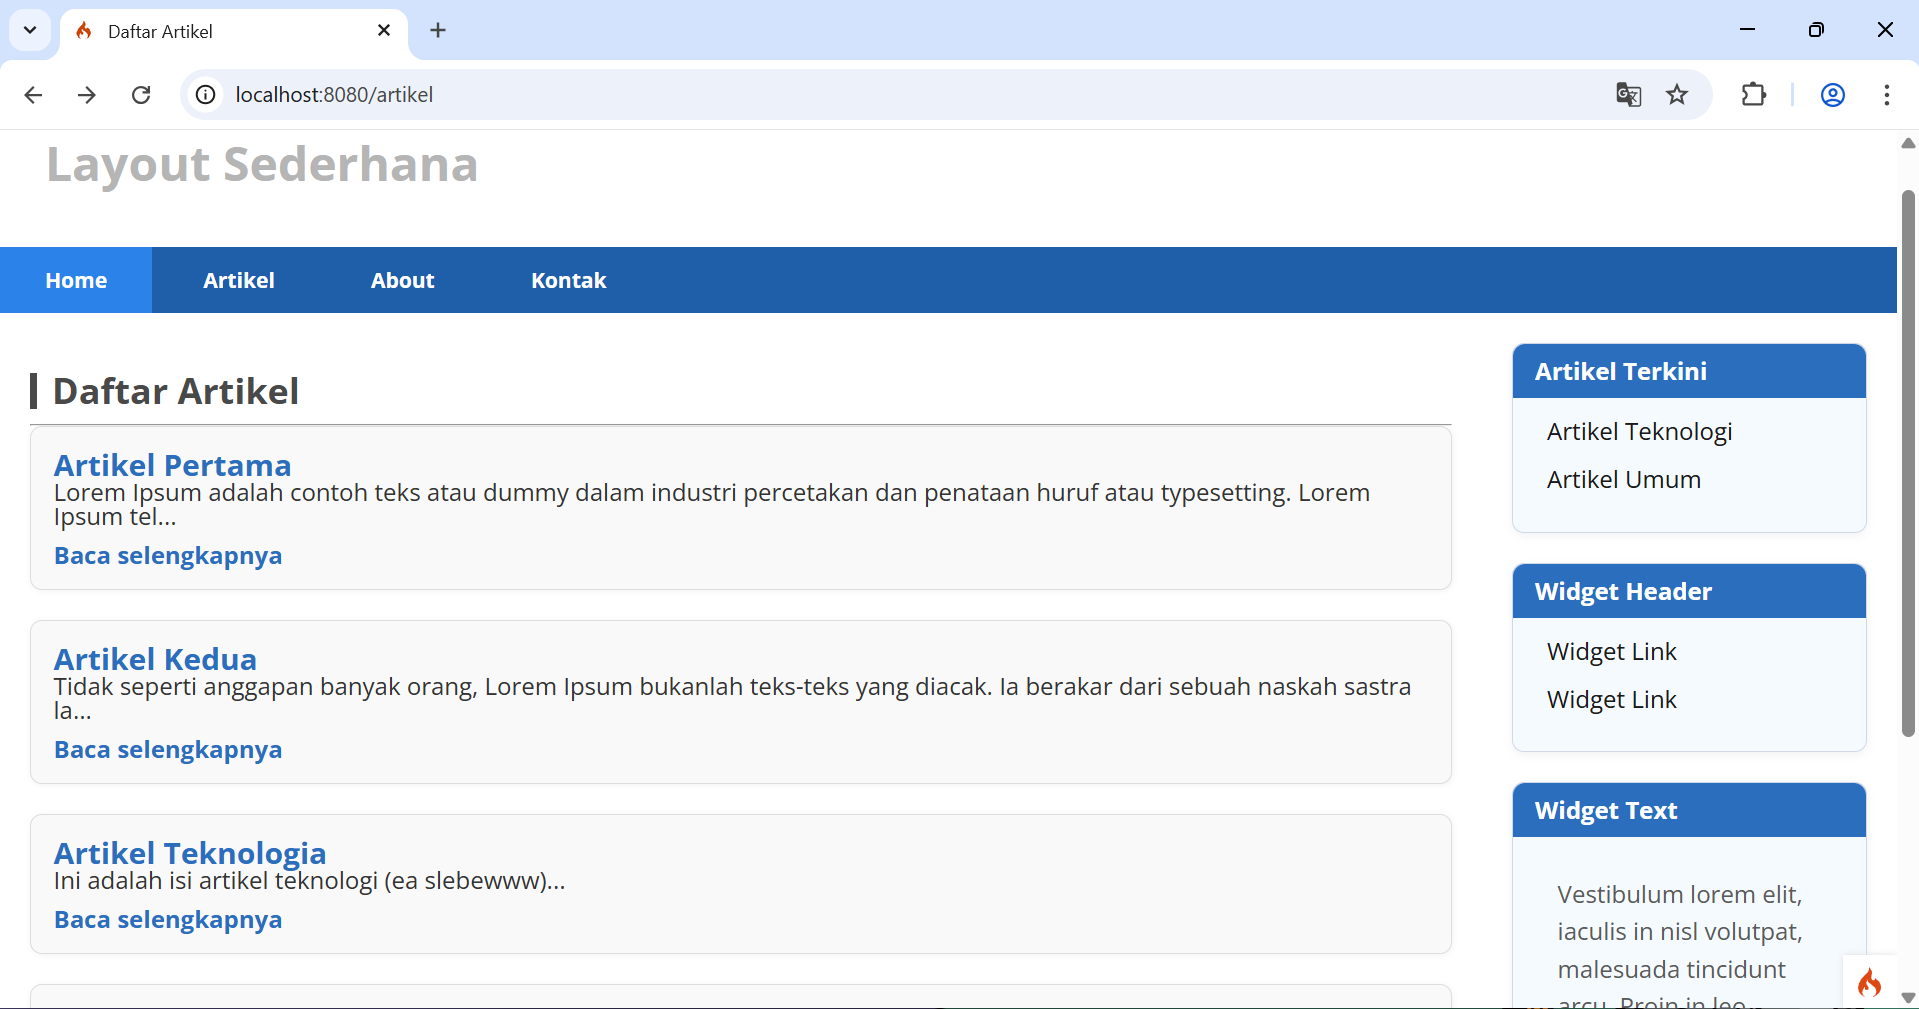 Daftar Artikel
localhost:8080/artikel
Layout Sederhana
Home
Artikel
About
Kontak
Daftar Artikel
Artikel Pertama
Lorem Ipsum adalah contoh teks atau dummy dalam industri percetakan dan penataan huruf atau typesetting. Lorem
Ipsum tel...
Baca selengkapnya
Artikel Kedua
Tidak seperti anggapan banyak orang, Lorem Ipsum bukanlah teks-teks yang diacak. Ia berakar dari sebuah naskah sastra
la...
Baca selengkapnya
Artikel Teknologia
Ini adalah isi artikel teknologi (ea slebewww)...
Baca selengkapnya
Artikel Terkini
Artikel Teknologi
Artikel Umum
Widget Header
Widget Link
Widget Link
Widget Text
Vestibulum lorem elit,
iaculis in nisl volutpat,
malesuada tincidunt
arcu. Proin in leo